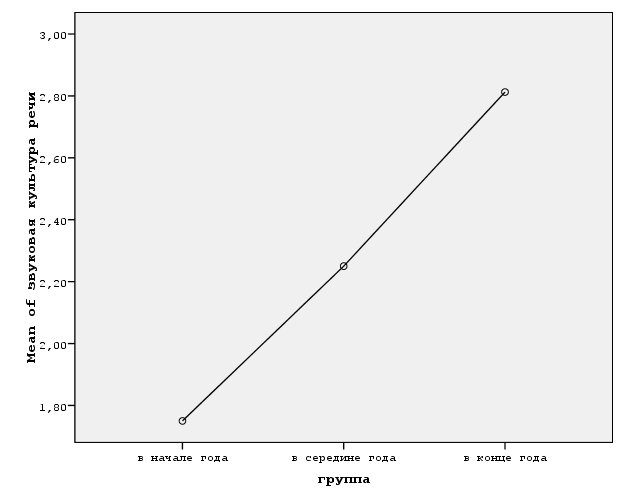 Mean of звуковая культура речи
3,00
2,80
2,60
2,40
2,20
2,00
1,80
в начале года
в середине года
в конце года
группа